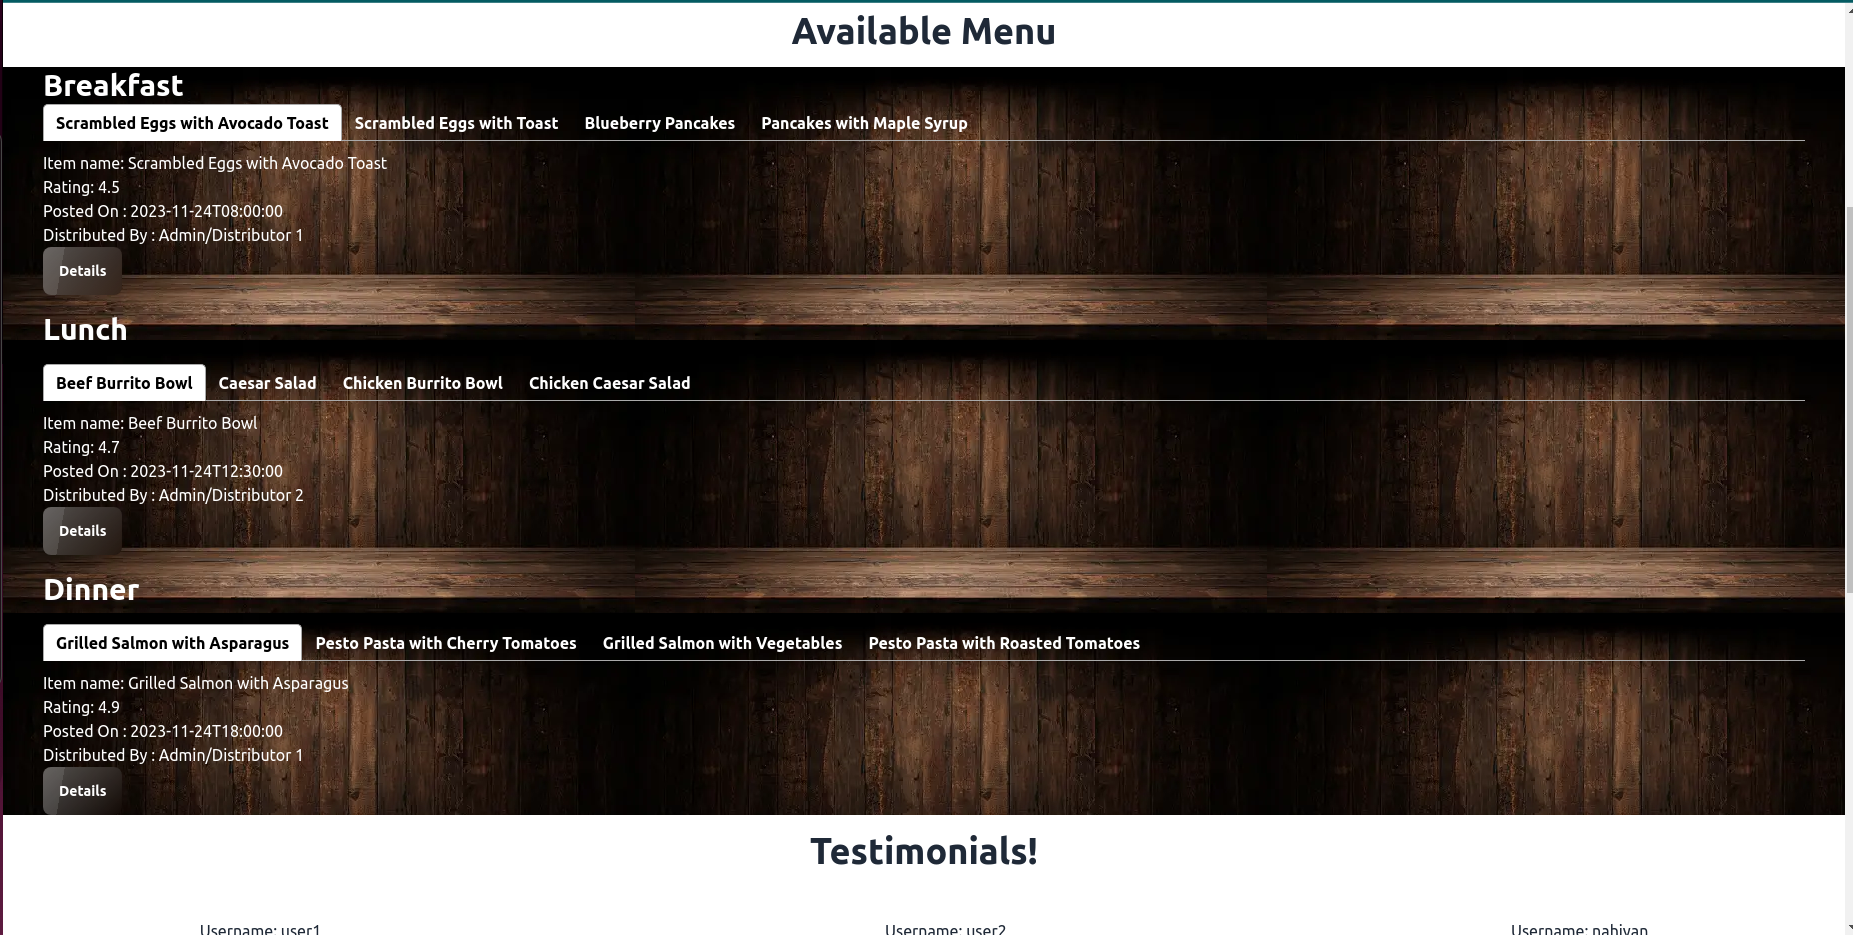 Available Menu
Breakfast
Scrambled Eggs with Avocado Toast Scrambled Eggs with Toast Blueberry Pancakes Pancakes with Maple Syrup
Item name: Scrambled Eggs with Avocado Toast
Rating: 4.5
Posted On : 2023-11-24T08:00:00
Distributed By : Admin/Distributor 1
Details
Lunch
Beef Burrito Bowl Caesar Salad Chicken Burrito Bowl Chicken Caesar Salad
Item name: Beef Burrito Bowl
Rating: 4.7
Posted On : 2023-11-24T12:30:00
Distributed By : Admin/Distributor 2
Details
Dinner
Grilled Salmon with Asparagus Pesto Pasta with Cherry Tomatoes Grilled Salmon with Vegetables Pesto Pasta with Roasted Tomatoes
Item name: Grilled Salmon with Asparagus
Rating: 4.9
Posted On : 2023-11-24T18:00:00
Distributed By : Admin/Distributor 1
Details
Testimonials!
Username: user1 Username: user2 Username: nahiyan